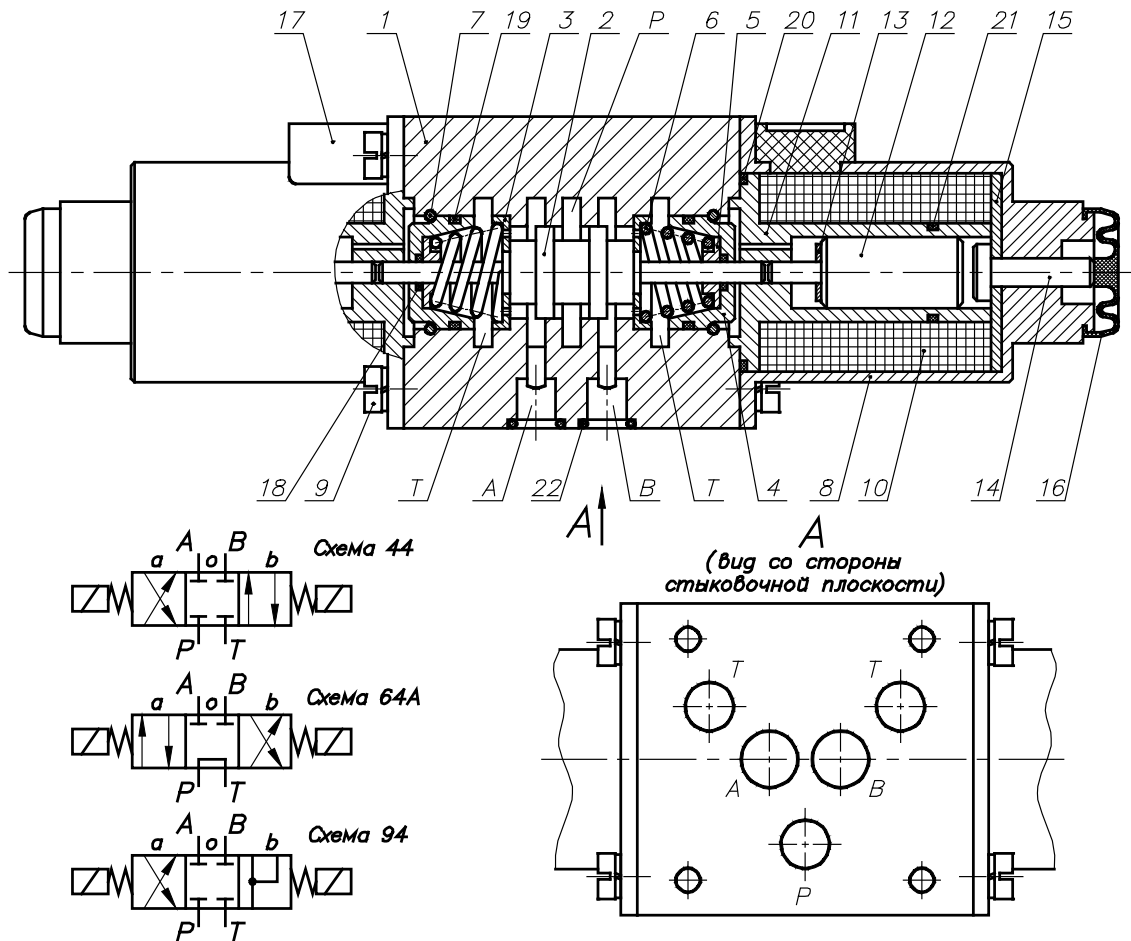 17 1 7 19 3 2 P 6 5 20 11 13 12 21 15
18 9 T A 22 B T 4 8 10 14 16
A
A
(вид со стороны
стыковочной плоскости)
A B
a o b
Схема 44
P T
A B
a o b
Схема 64А
P T
A B
a o b
Схема 94
P T
T T
A B
P